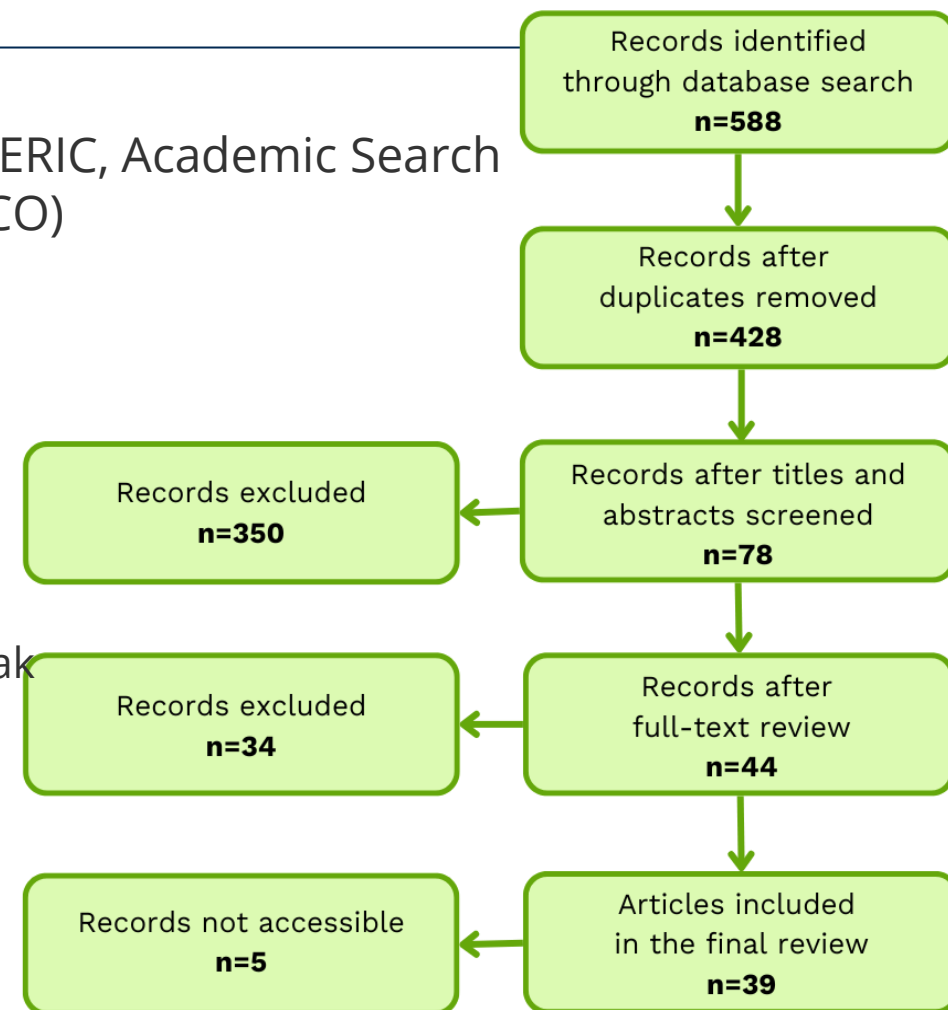 Records identified
through database search
n=588
ERIC, Academic Search
CO)
Records after
duplicates removed
n=428
Records after titles and
abstracts screened
n=78
Records excluded
n=350
ak
Records after
full-text review
n=44
Records excluded
n=34
Articles included
in the final review
n=39
Records not accessible
n=5